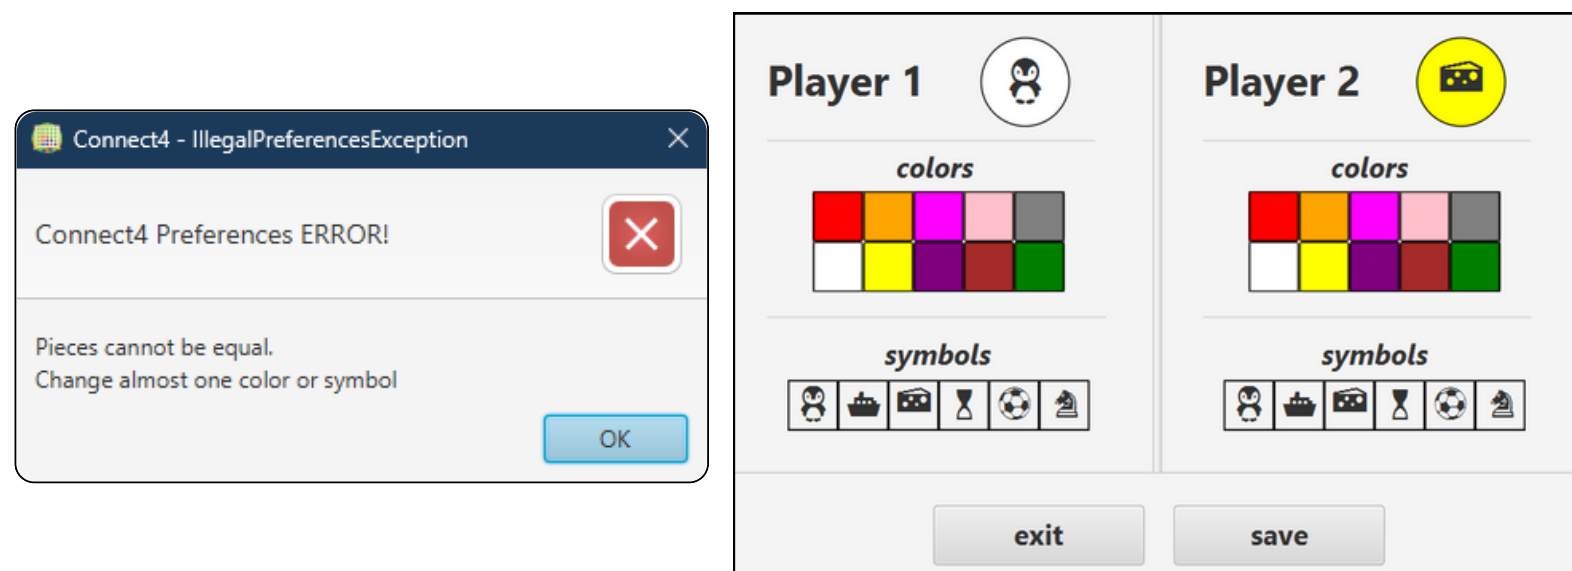 Connect4 - IllegalPreferencesException
Connect4 Preferences ERROR!
Pieces cannot be equal.
Change almost one color or symbol
OK
Player 1
colors
symbols
Player 2
colors
symbols
exit
save